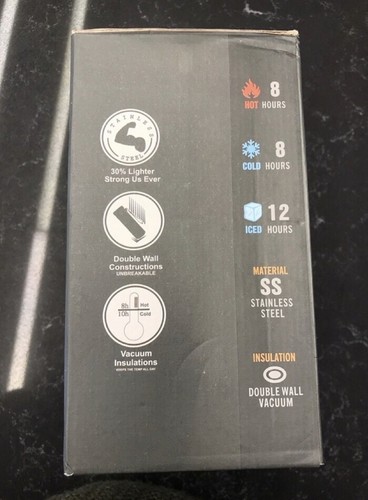 STAINLESS
STEEL
30% Lighter
Strong Us Ever
Double Wall
Constructions
UNBREAKABLE
8h Hot
10h Cold
Vacuum
Insulations
HOT 8 HOURS
COLD 8 HOURS
ICED 12 HOURS
MATERIAL
SS
STAINLESS
STEEL
INSULATION
DOUBLE WALL
VACUUM